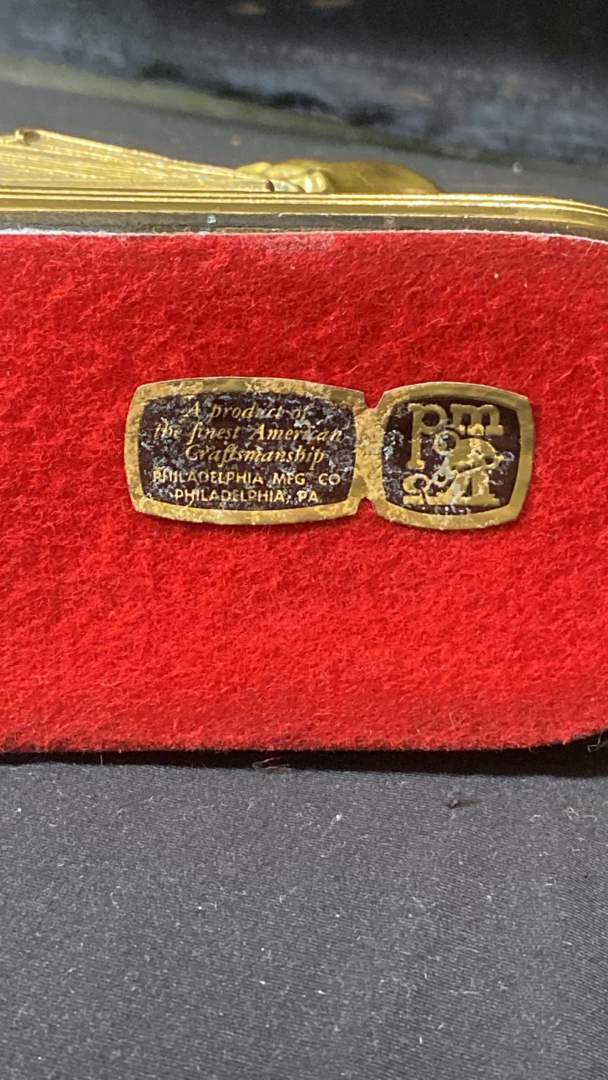 A product of
the finest American
Craftsmanship
PHILADELPHIA MFG CO
PHILADELPHIA, PA.
pm